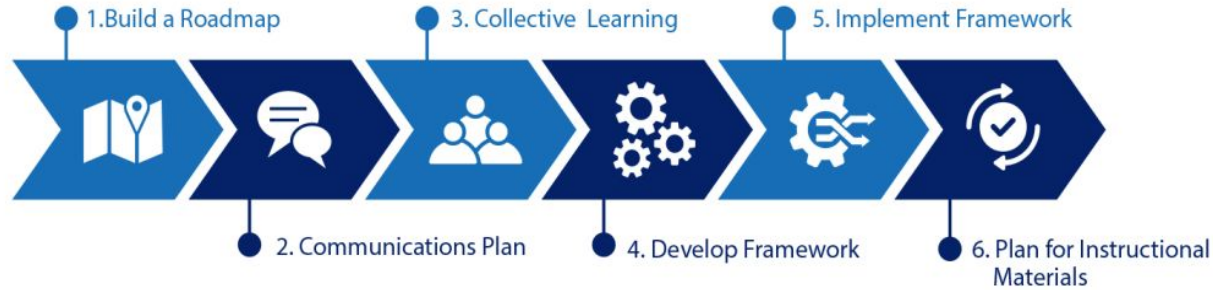 1.Build a Roadmap
2. Communications Plan
3. Collective Learning
4. Develop Framework
5. Implement Framework
6. Plan for Instructional
Materials